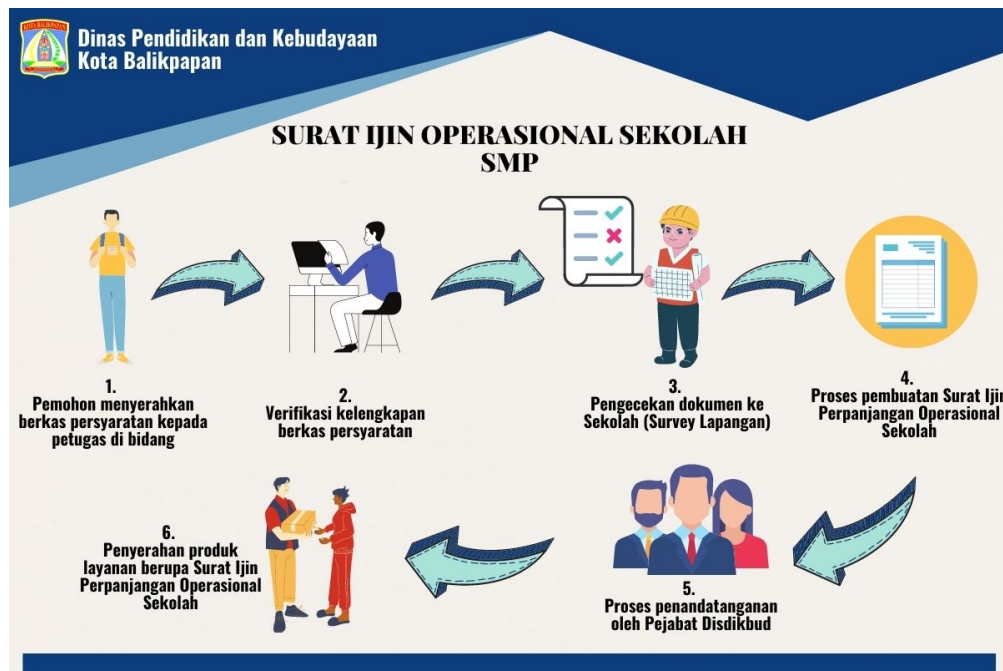 Dinas Pendidikan dan Kebudayaan
Kota Balikpapan
SURAT IJIN OPERASIONAL SEKOLAH
SMP
1.
Pemohon menyerahkan
berkas persyaratan kepada
petugas di bidang
2.
Verifikasi kelengkapan
berkas persyaratan
3.
Pengecekan dokumen ke
Sekolah (Survey Lapangan)
4.
Proses pembuatan Surat Ijin
Perpanjangan Operasional
Sekolah
5.
Proses penandatanganan
oleh Pejabat Disdikbud
6.
Penyerahan produk
layanan berupa Surat Ijin
Perpanjangan Operasional
Sekolah